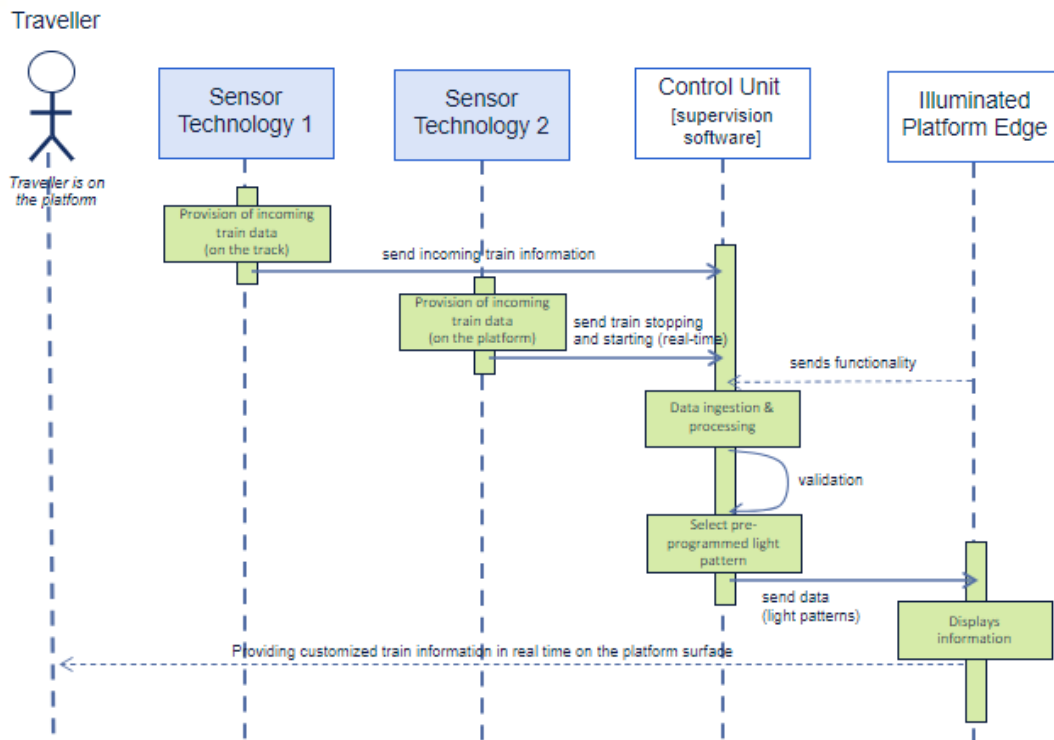 Traveller
Sensor
Technology 1
Sensor
Technology 2
Control Unit
[supervision
software]
Illuminated
Platform Edge
Traveller is on
the platform
Provision of incoming
train data
(on the track)
send incoming train information
Provision of incoming
train data
(on the platform)
send train stopping
and starting (real-time)
sends functionality
Data ingestion &
processing
validation
Select pre-
programmed light
pattern
send data
(light patterns)
Displays
information
Providing customized train information in real time on the platform surface